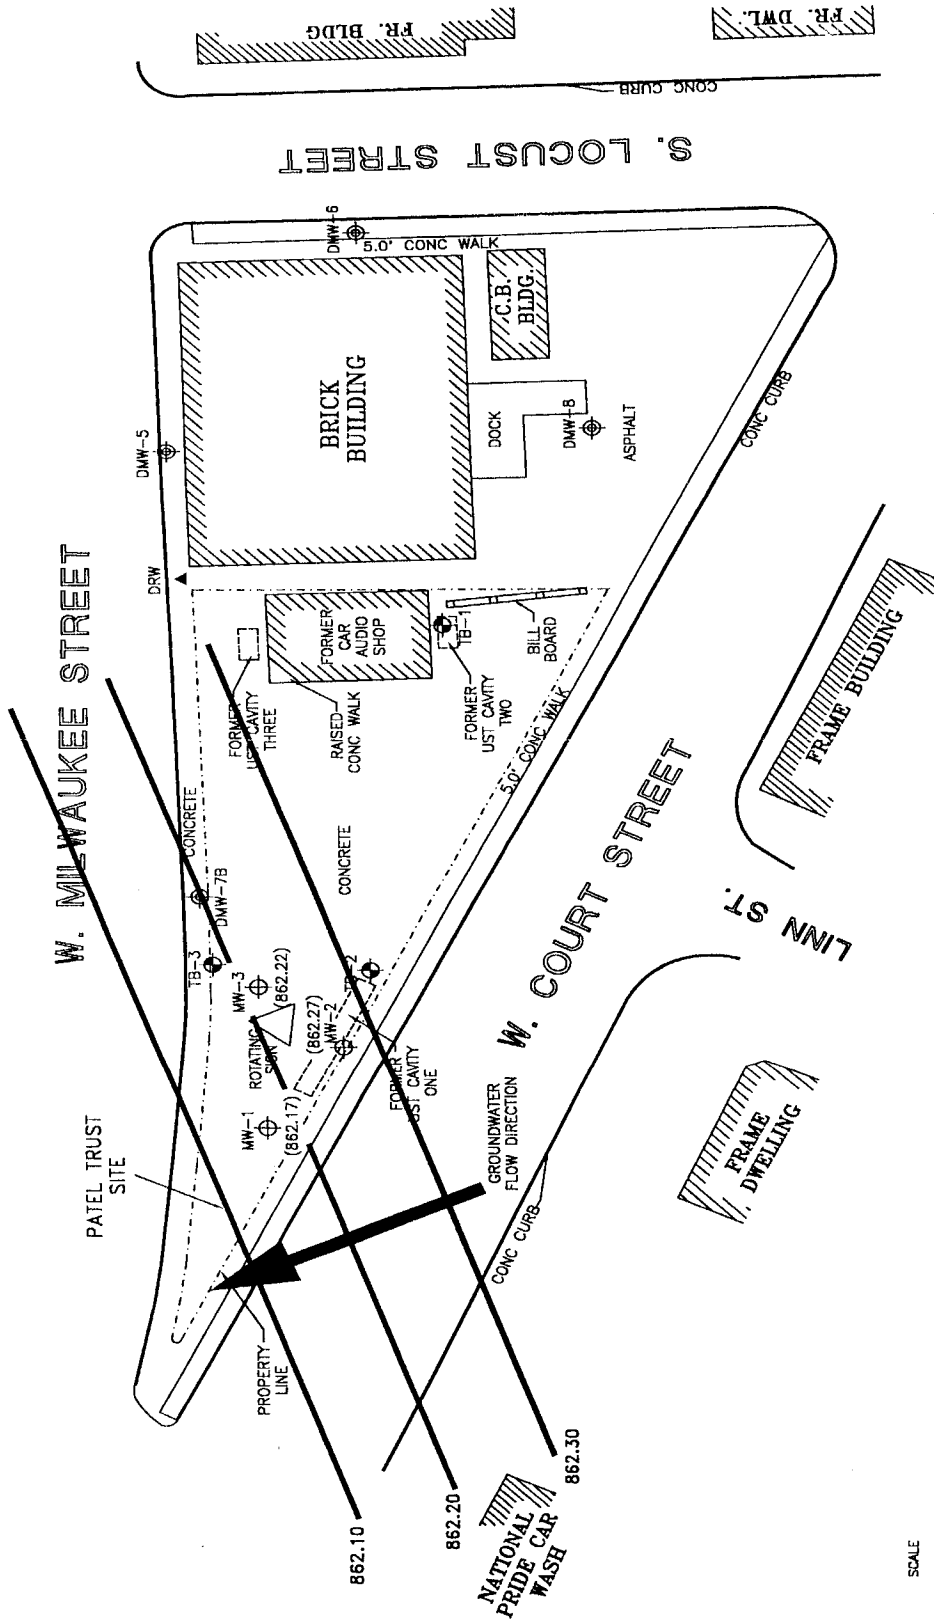 FR. BLDG
FR. DWL.
CONC CURB
S. LOCUST STREET
DMW-6
5.0' CONC WALK
C.B.
BLDG.
BRICK
BUILDING
DOCK
DMW-8
ASPHALT
CONC CURB
DMW-5
DRW
W. MILWAUKEE STREET
FORMER
CAR
AUDIO
SHOP
TB-1
BILL
BOARD
FORMER
UST CAVITY
THREE
RAISED
CONC WALK
FORMER
UST CAVITY
TWO
5.0' CONC WALK
CONCRETE
CONCRETE
DMW-7B
TB-3
MW-3
(862.22)
TB-2
ROTATING
SIGN
(862.27)
MW-2
FORMER
UST CAVITY
ONE
MW-1
(862.17)
W. COURT STREET
FRAME BUILDING
LINN ST.
FRAME
DWELLING
GROUNDWATER
FLOW DIRECTION
CONC CURB
PATEL TRUST
SITE
PROPERTY
LINE
862.10
862.20
862.30
NATIONAL
PRIDE CAR
WASH
SCALE